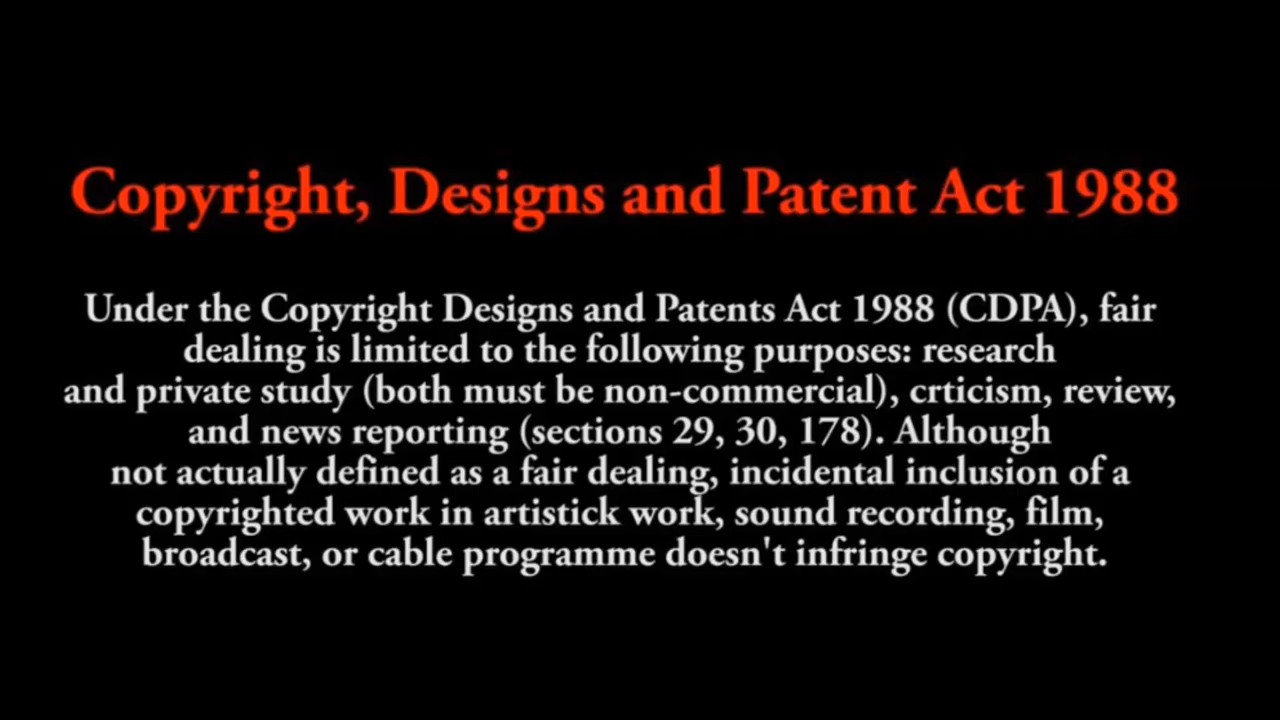 Copyright, Designs and Patent Act 1988
Under the Copyright Designs and Patents Act 1988 (CDPA), fair
dealing is limited to the following purposes: research
and private study (both must be non-commercial), crticism, review,
and news reporting (sections 29, 30, 178). Although
not actually defined as a fair dealing, incidental inclusion of a
copyrighted work in artistick work, sound recording, film,
broadcast, or cable programme doesn't infringe copyright.